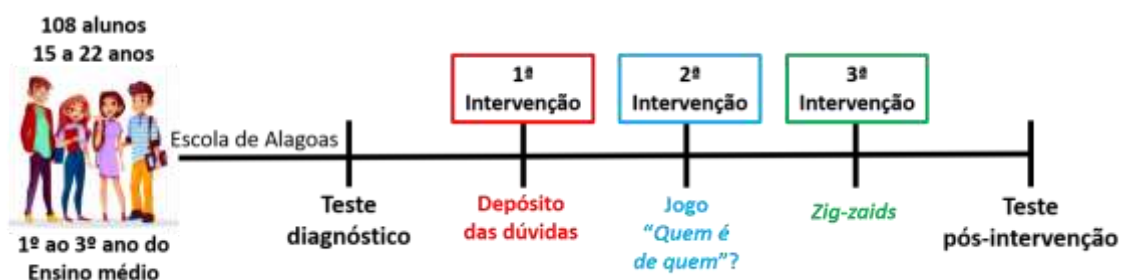 108 alunos
15 a 22 anos
1º ao 3º ano do
Ensino médio
Escola de Alagoas
Teste
diagnóstico
1ª
Intervenção
Depósito
das dúvidas
2ª
Intervenção
Jogo
“Quem é
de quem”?
3ª
Intervenção
Zig-zaids
Teste
pós-intervenção